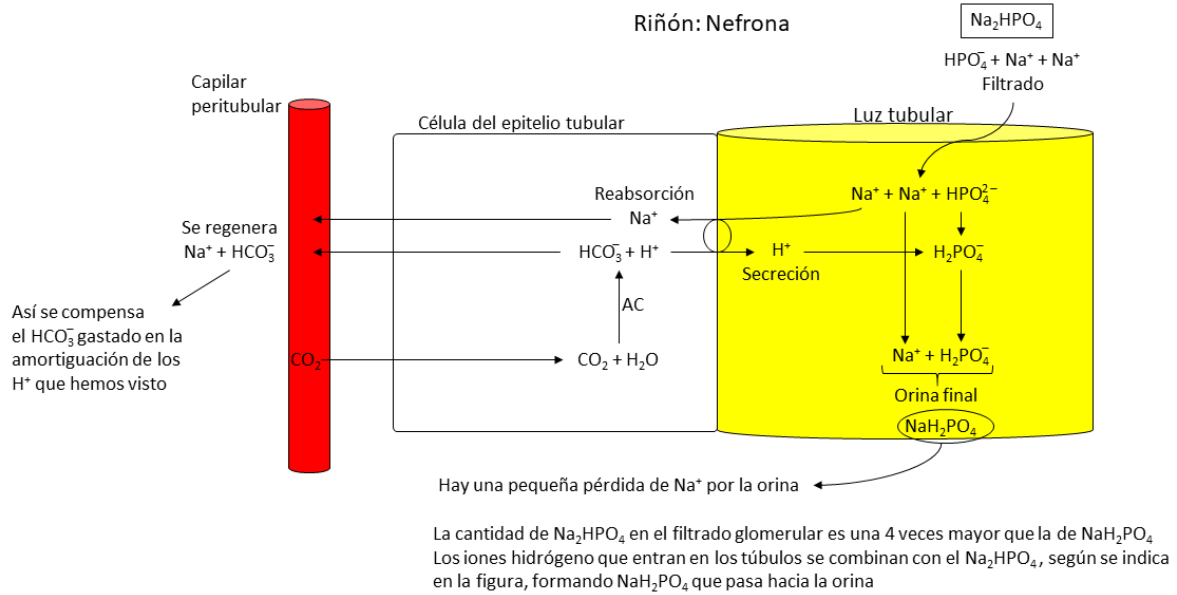 Riñón: Nefrona
Na₂HPO₄
HPO₄⁻ + Na⁺ + Na⁺
Filtrado
Capilar
peritubular
Célula del epitelio tubular
Luz tubular
Na⁺ + Na⁺ + HPO₄²⁻
Reabsorción
Na⁺
Se regenera
Na⁺ + HCO₃⁻
HCO₃⁻ + H⁺
H⁺
Secreción
H₂PO₄⁻
AC
Así se compensa
el HCO₃⁻ gastado en la
amortiguación de los
H⁺ que hemos visto
CO₂
CO₂ + H₂O
Na⁺ + H₂PO₄⁻
Orina final
NaH₂PO₄
Hay una pequeña pérdida de Na⁺ por la orina
La cantidad de Na₂HPO₄ en el filtrado glomerular es una 4 veces mayor que la de NaH₂PO₄
Los iones hidrógeno que entran en los túbulos se combinan con el Na₂HPO₄, según se indica
en la figura, formando NaH₂PO₄ que pasa hacia la orina